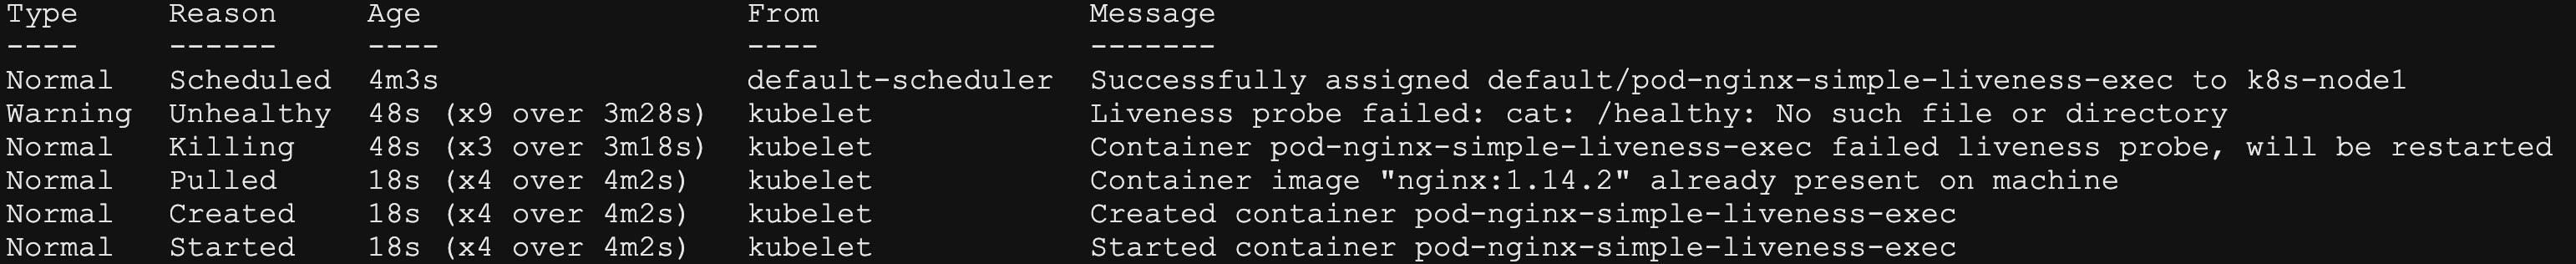 Type     Reason     Age                  From               Message
----     ------     ----                 ----               -------
Normal   Scheduled  4m3s                 default-scheduler  Successfully assigned default/pod-nginx-simple-liveness-exec to k8s-node1
Warning  Unhealthy  48s (x9 over 3m28s)  kubelet            Liveness probe failed: cat: /healthy: No such file or directory
Normal   Killing    48s (x3 over 3m18s)  kubelet            Container pod-nginx-simple-liveness-exec failed liveness probe, will be restarted
Normal   Pulled     18s (x4 over 4m2s)   kubelet            Container image "nginx:1.14.2" already present on machine
Normal   Created    18s (x4 over 4m2s)   kubelet            Created container pod-nginx-simple-liveness-exec
Normal   Started    18s (x4 over 4m2s)   kubelet            Started container pod-nginx-simple-liveness-exec